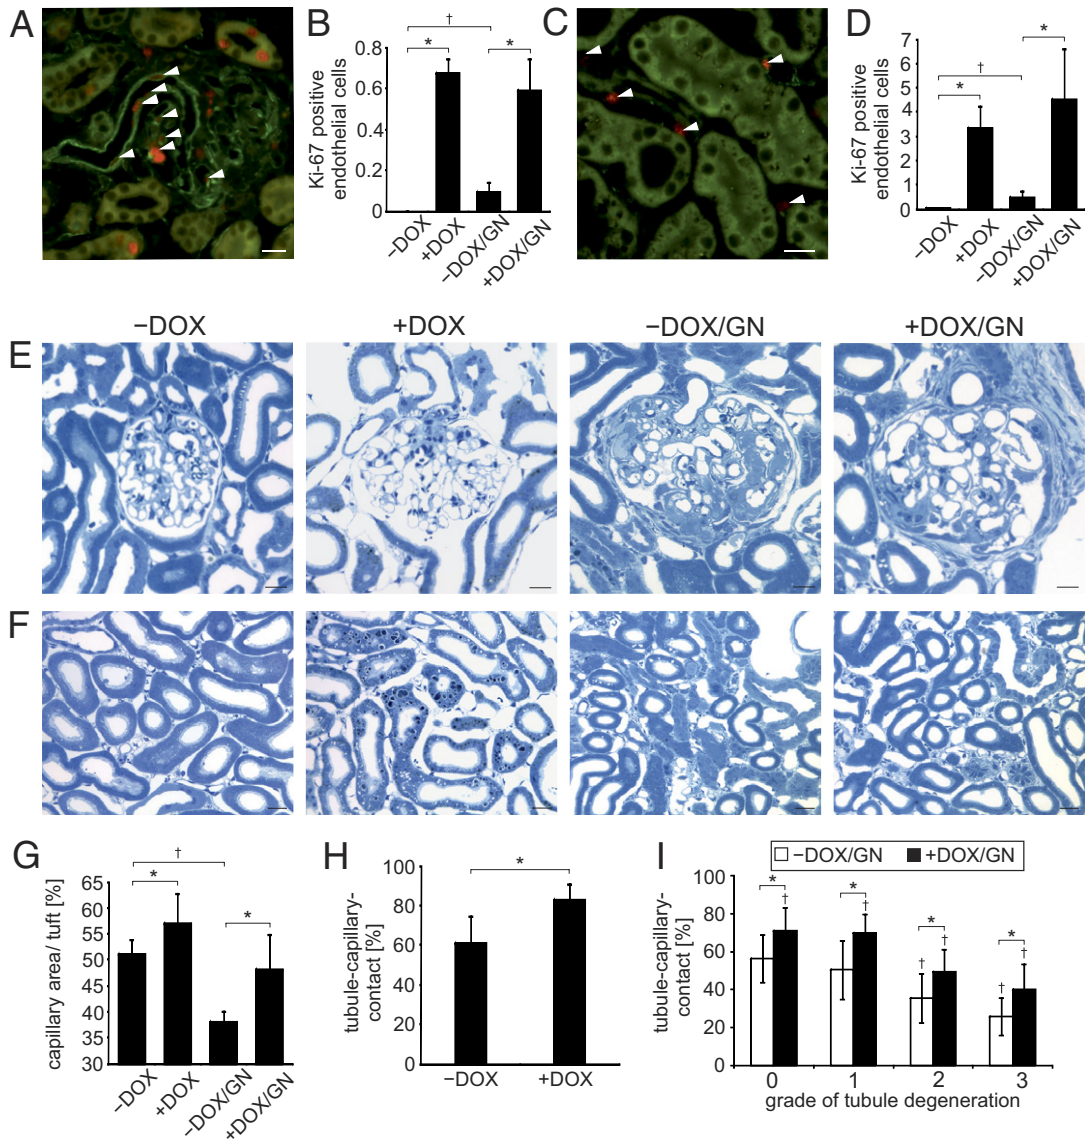 A
B
Ki-67 positive
endothelial cells
0.8
0.6
0.4
0.2
0
†
*
*
−DOX
+DOX
−DOX/GN
+DOX/GN
C
D
Ki-67 positive
endothelial cells
7
6
5
4
3
2
1
0
*
†
*
−DOX
+DOX
−DOX/GN
+DOX/GN
−DOX
+DOX
−DOX/GN
+DOX/GN
E
F
G
capillary area/ tuft [%]
65
60
55
50
45
40
35
30
†
*
*
−DOX
+DOX
−DOX/GN
+DOX/GN
H
tubule-capillary-
contact [%]
100
80
60
40
20
0
*
−DOX
+DOX
I
−DOX/GN +DOX/GN
tubule-capillary-
contact [%]
100
80
60
40
20
0
*
†
*
†
*
†
†
*
†
†
0 1 2 3
grade of tubule degeneration